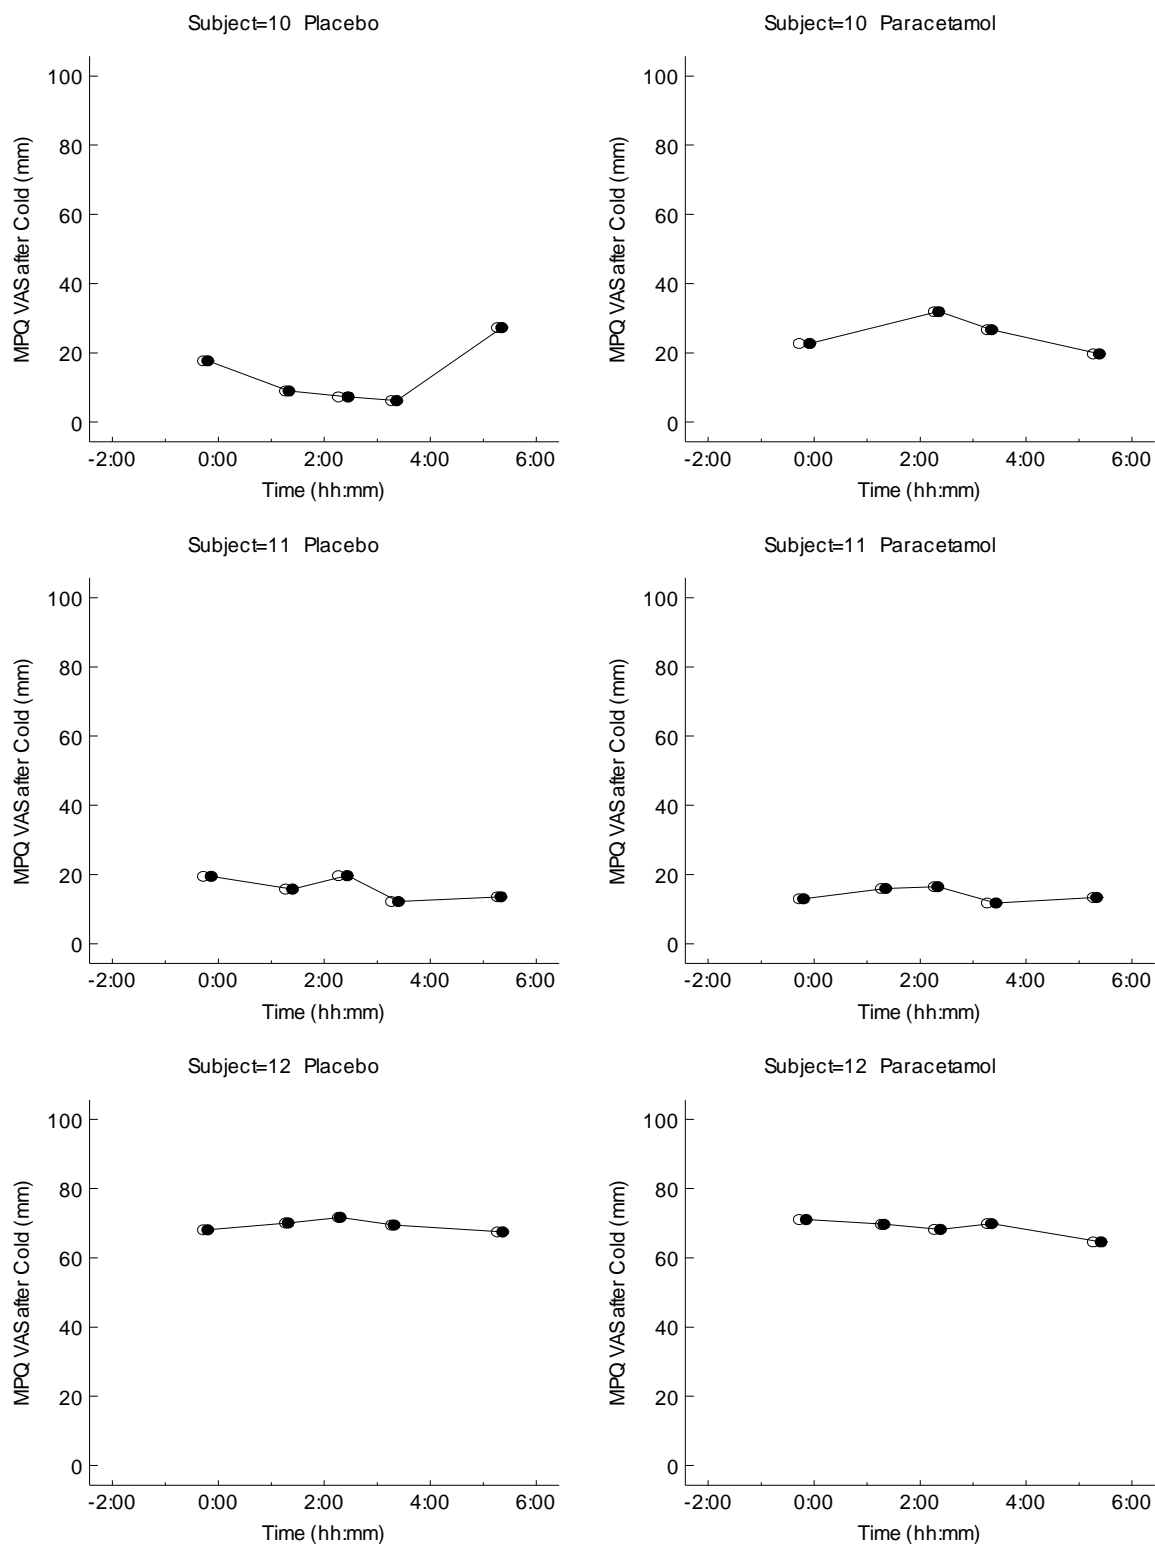 Subject=10 Placebo
MPQ VAS after Cold (mm)
100
80
60
40
20
0
-2:00 0:00 2:00 4:00 6:00
Time (hh:mm)
Subject=10 Paracetamol
MPQ VAS after Cold (mm)
100
80
60
40
20
0
-2:00 0:00 2:00 4:00 6:00
Time (hh:mm)
Subject=11 Placebo
MPQ VAS after Cold (mm)
100
80
60
40
20
0
-2:00 0:00 2:00 4:00 6:00
Time (hh:mm)
Subject=11 Paracetamol
MPQ VAS after Cold (mm)
100
80
60
40
20
0
-2:00 0:00 2:00 4:00 6:00
Time (hh:mm)
Subject=12 Placebo
MPQ VAS after Cold (mm)
100
80
60
40
20
0
-2:00 0:00 2:00 4:00 6:00
Time (hh:mm)
Subject=12 Paracetamol
MPQ VAS after Cold (mm)
100
80
60
40
20
0
-2:00 0:00 2:00 4:00 6:00
Time (hh:mm)